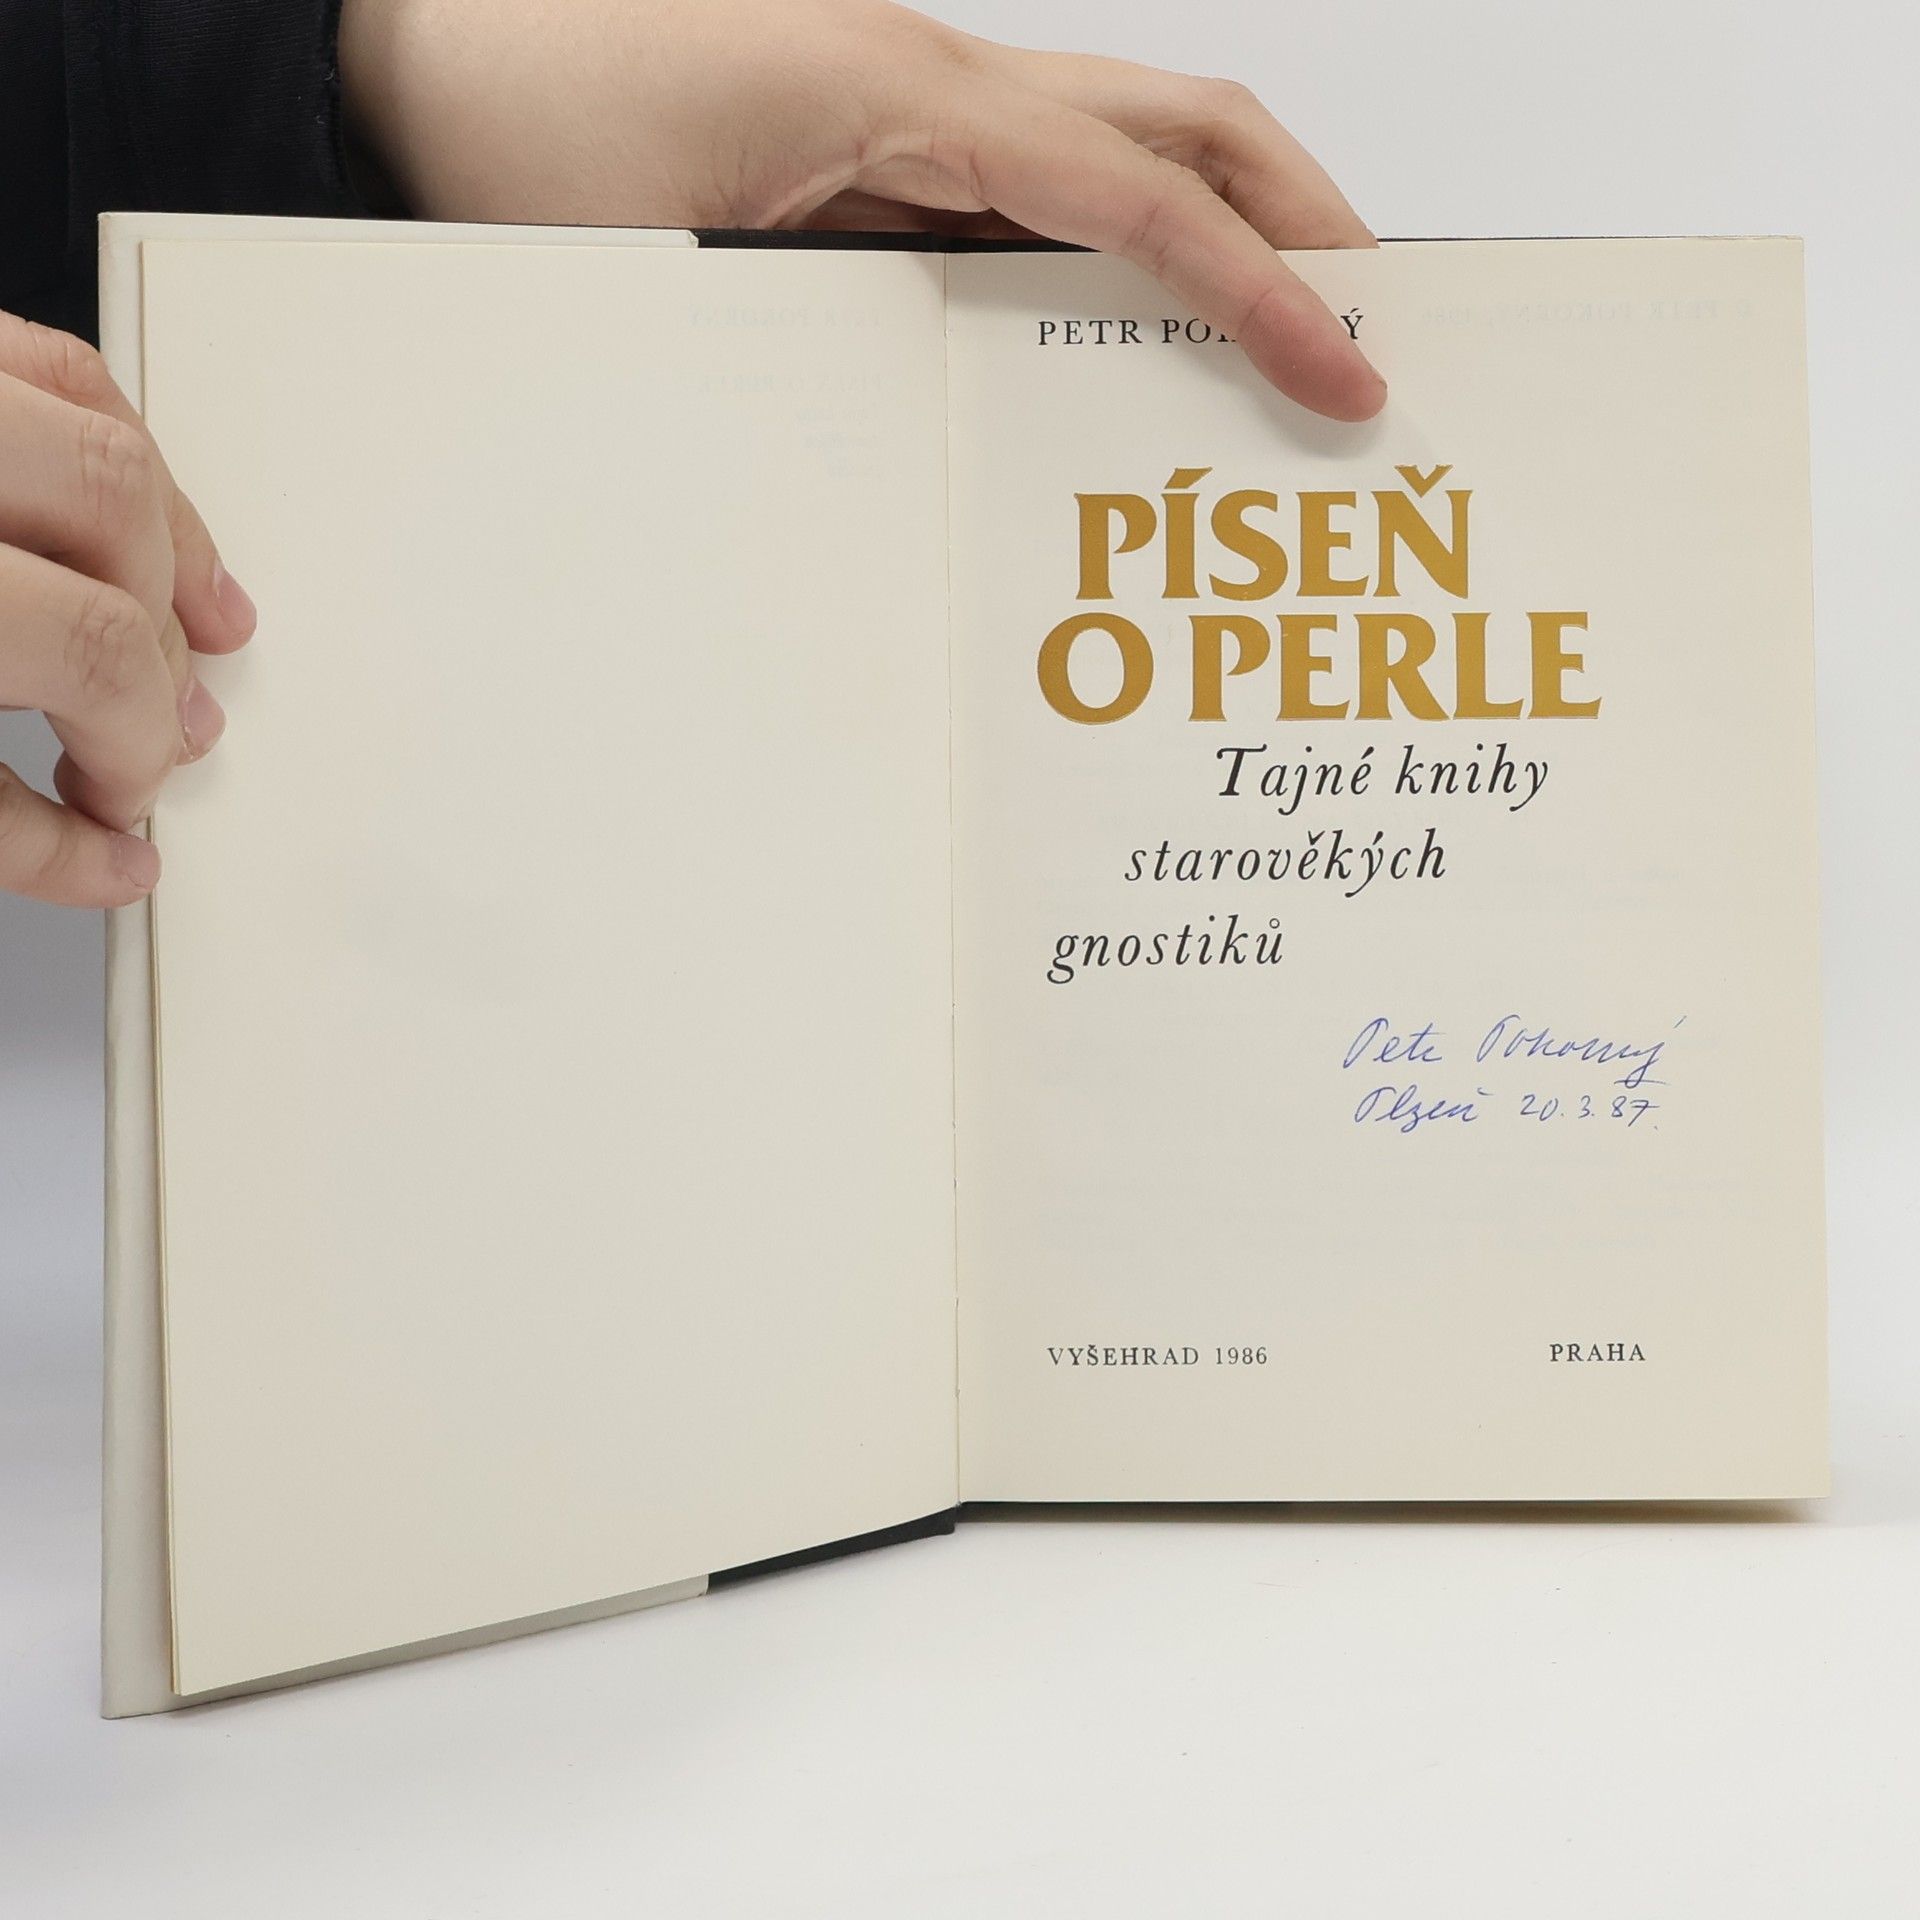 PETR PO Ý
PÍSEŇ
O PERLE
Tajné knihy
starověkých
gnostiků
Petr Pokorný
Plzeň 20.3.87.
VYŠEHRAD 1986 PRAHA